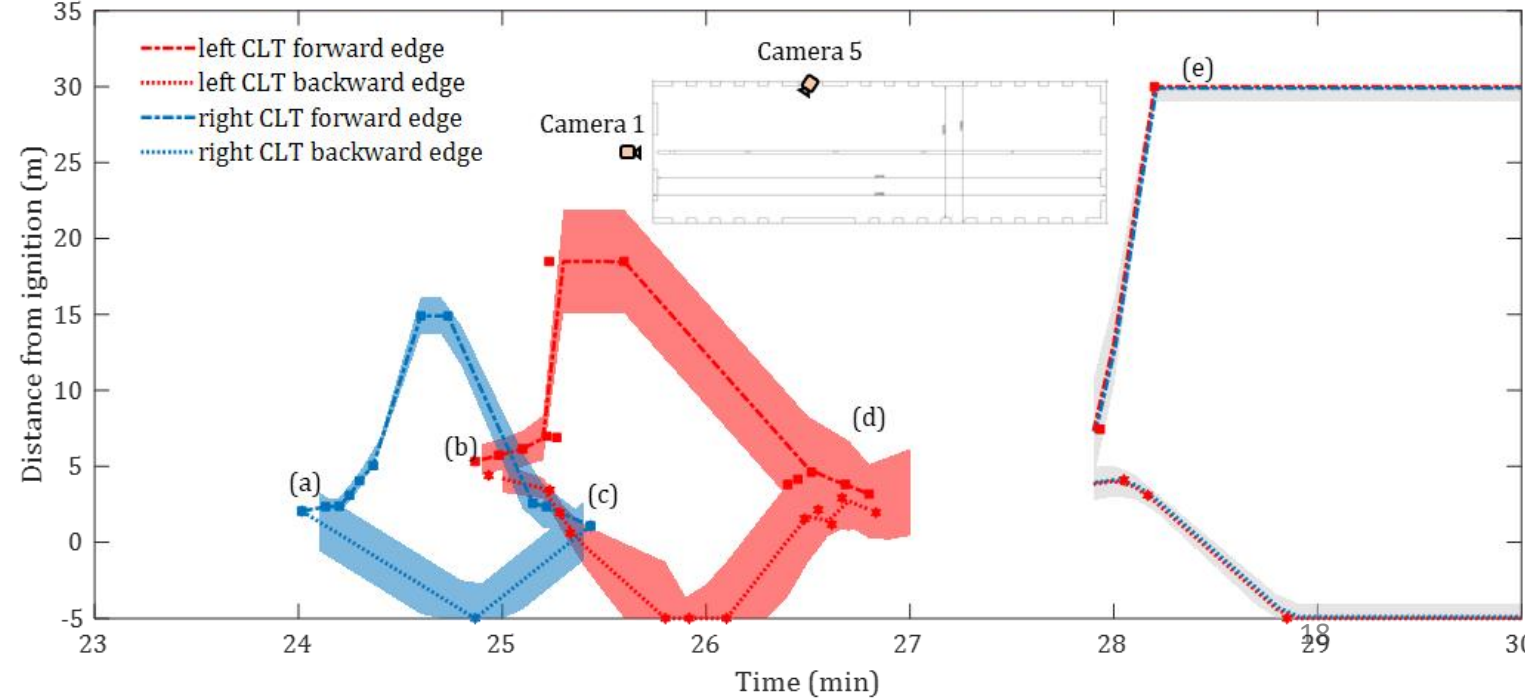 35
30
25
20
15
10
5
0
-5
Distance from ignition (m)
left CLT forward edge
left CLT backward edge
right CLT forward edge
right CLT backward edge
Camera 5
Camera 1
(e)
(d)
(b)
(a)
(c)
23
24
25
26
27
28
18
29
30
Time (min)